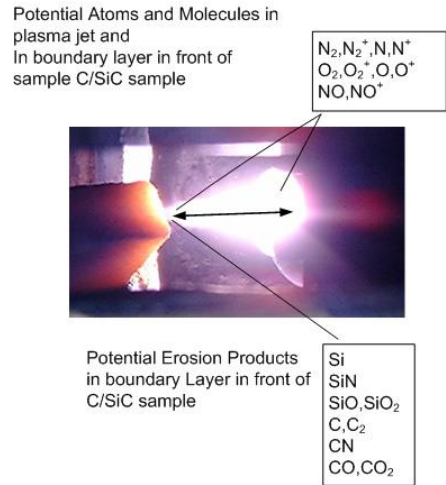 Potential Atoms and Molecules in
plasma jet and
In boundary layer in front of
sample C/SiC sample
N₂,N₂⁺,N,N⁺
O₂,O₂⁺,O,O⁺
NO,NO⁺
Potential Erosion Products
in boundary Layer in front of
C/SiC sample
Si
SiN
SiO,SiO₂
C,C₂
CN
CO,CO₂